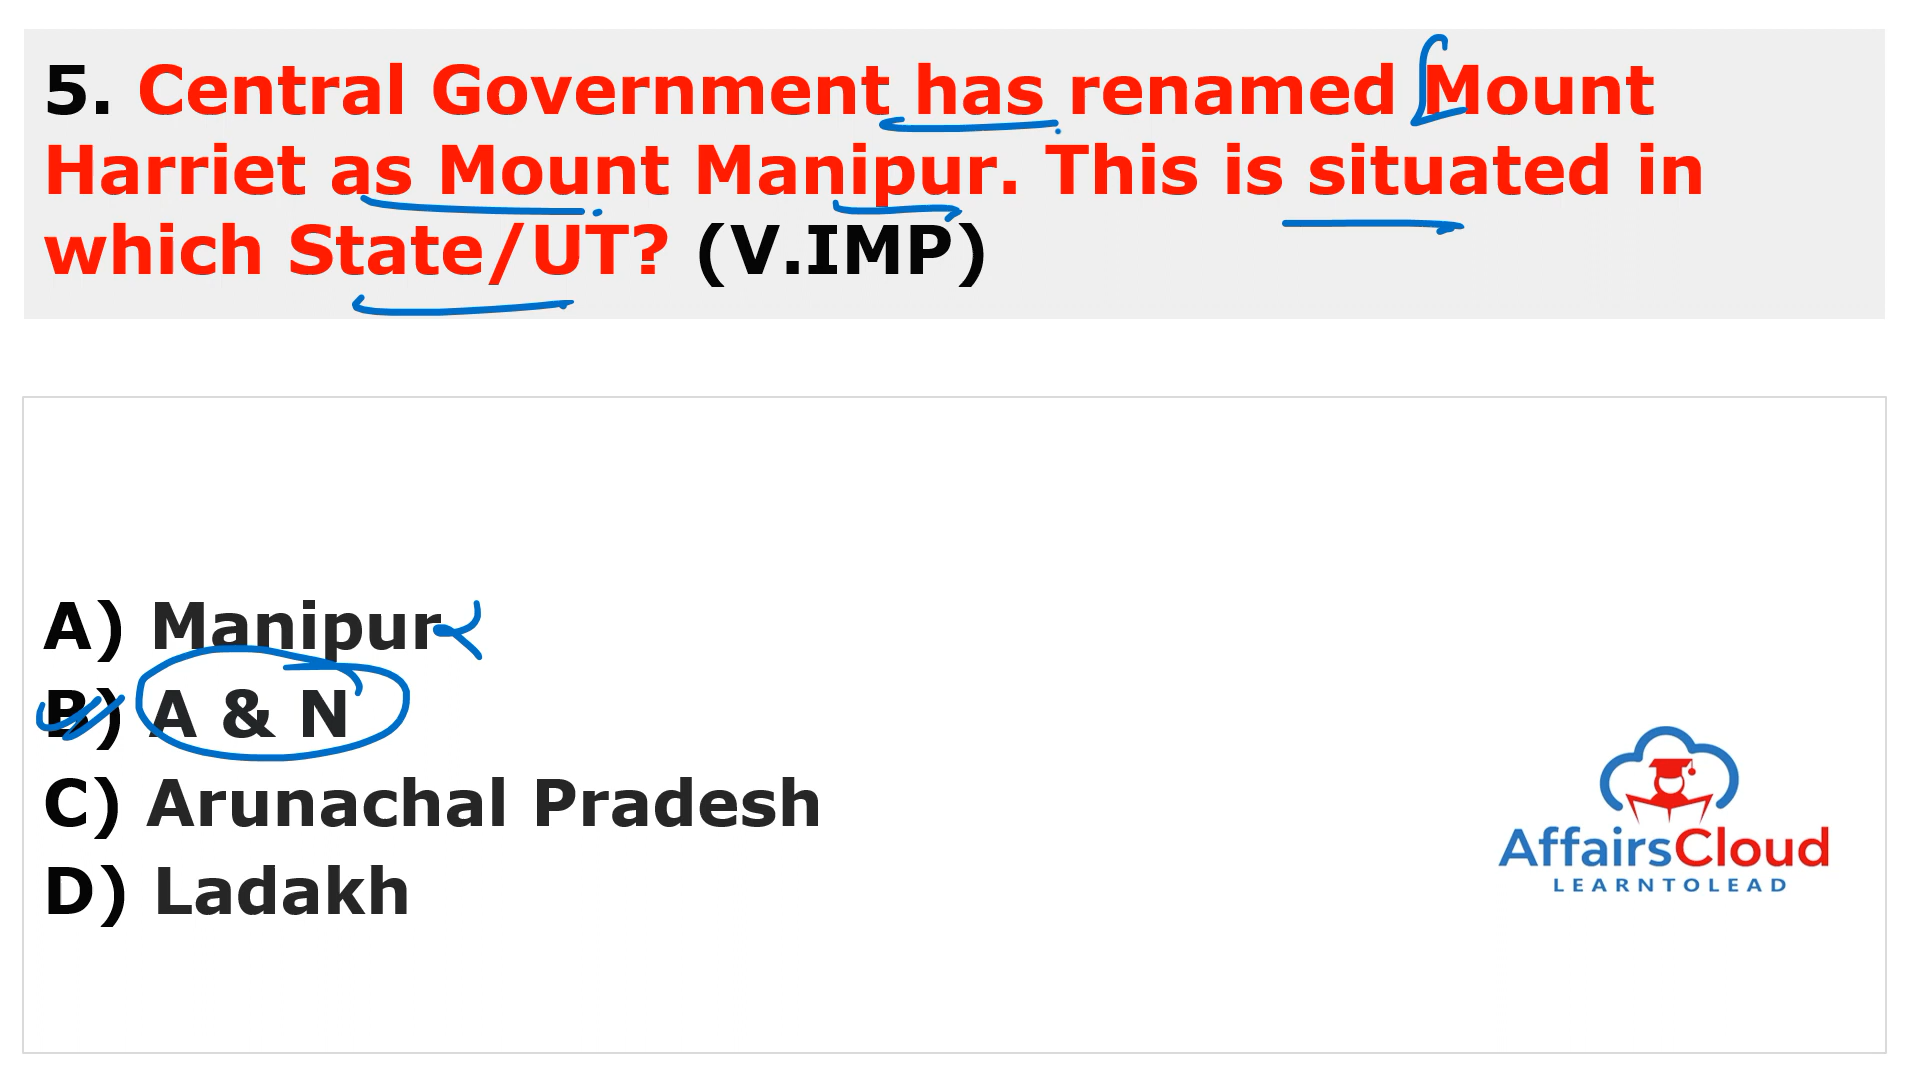 5. Central Government has renamed Mount
Harriet as Mount Manipur. This is situated in
which State/UT? (V.IMP)
A) Manipur
B) A & N
C) Arunachal Pradesh
D) Ladakh
AffairsCloud
LEARNTOLEAD